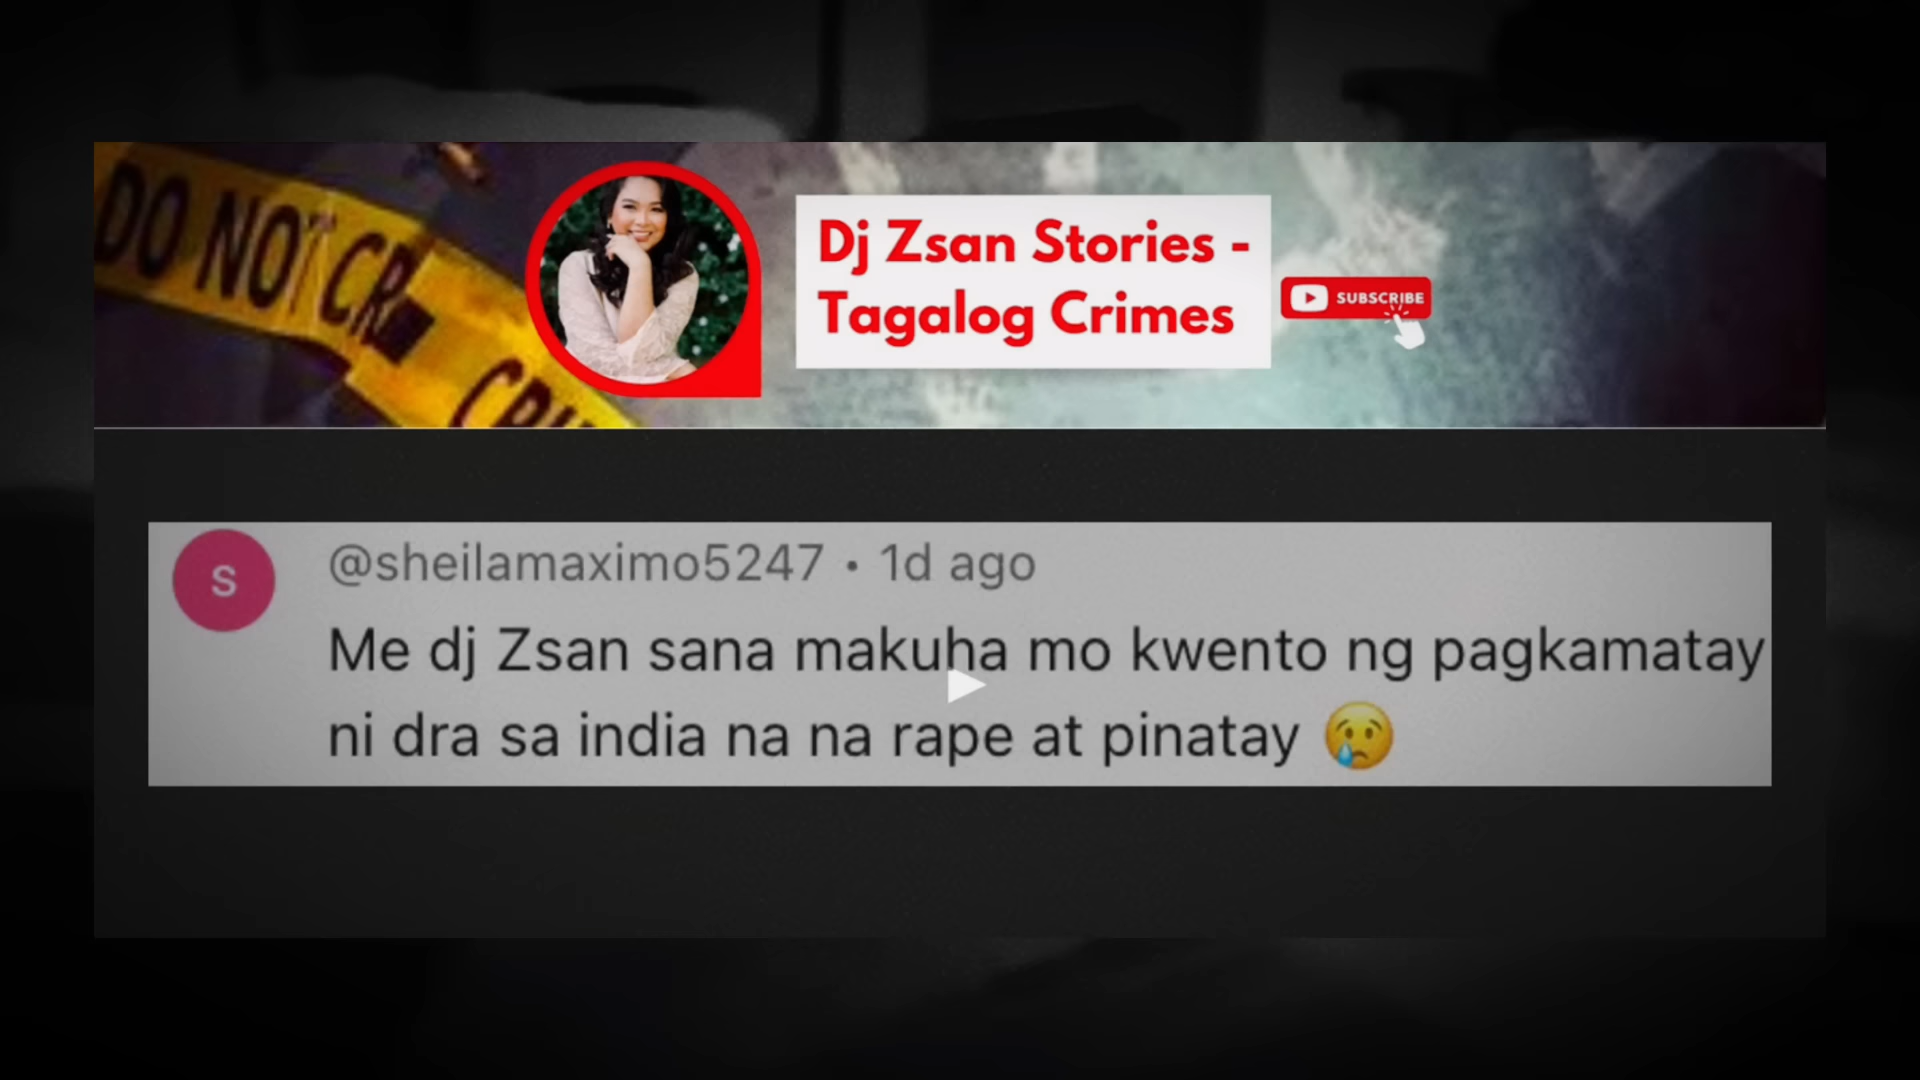 DO NOT CR
CRI
Dj Zsan Stories -
Tagalog Crimes
SUBSCRIBE
S
@sheilamaximo5247 • 1d ago
Me dj Zsan sana makuha mo kwento ng pagkamatay
ni dra sa india na na rape at pinatay 😢